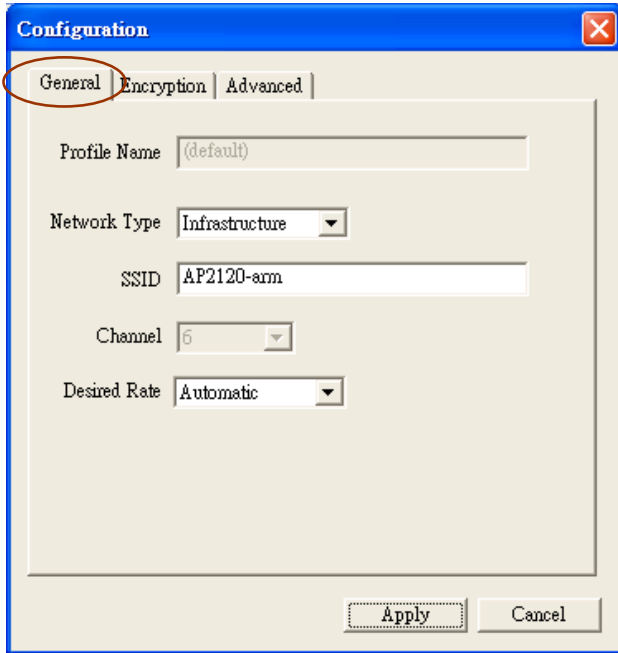 Configuration
General Encryption Advanced
Profile Name (default)
Network Type Infrastructure
SSID AP2120-arm
Channel 6
Desired Rate Automatic
Apply Cancel